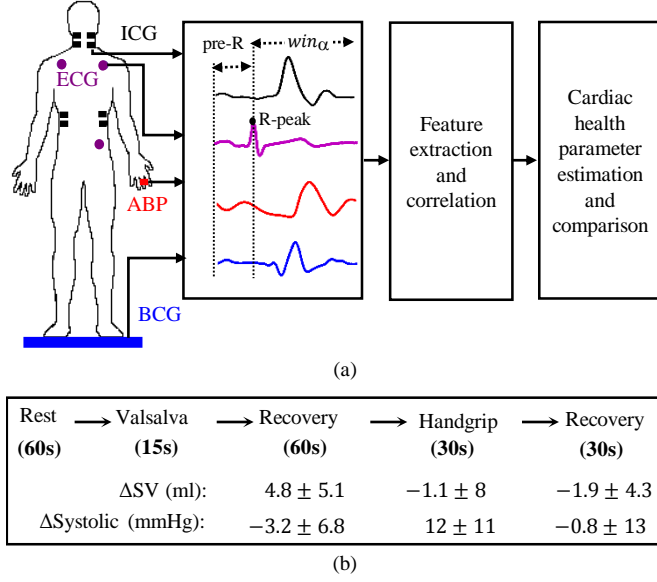 ICG
pre-R
winα
ECG
R-peak
Feature
extraction
and
correlation
Cardiac
health
parameter
estimation
and
comparison
ABP
BCG
(a)
Rest Valsalva Recovery Handgrip Recovery
(60s) (15s) (60s) (30s) (30s)
ΔSV (ml): 4.8 ± 5.1 −1.1 ± 8 −1.9 ± 4.3
ΔSystolic (mmHg): −3.2 ± 6.8 12 ± 11 −0.8 ± 13
(b)